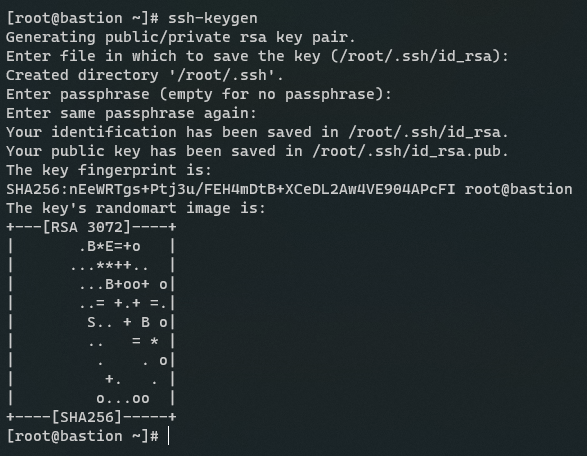 [root@bastion ~]# ssh-keygen
Generating public/private rsa key pair.
Enter file in which to save the key (/root/.ssh/id_rsa):
Created directory '/root/.ssh'.
Enter passphrase (empty for no passphrase):
Enter same passphrase again:
Your identification has been saved in /root/.ssh/id_rsa.
Your public key has been saved in /root/.ssh/id_rsa.pub.
The key fingerprint is:
SHA256:nEeWRTgs+Ptj3u/FEH4mDtB+XCeDL2Aw4VE904APcFI root@bastion
The key's randomart image is:
+---[RSA 3072]----+
|       .B*E=+o   |
|      ...**++..  |
|       ...B+oo+ o|
|       ..= +.+ =.|
|        S.. + B o|
|        ..   = * |
|         .    . o|
|          +.   . |
|         o...oo  |
+----[SHA256]-----+
[root@bastion ~]#